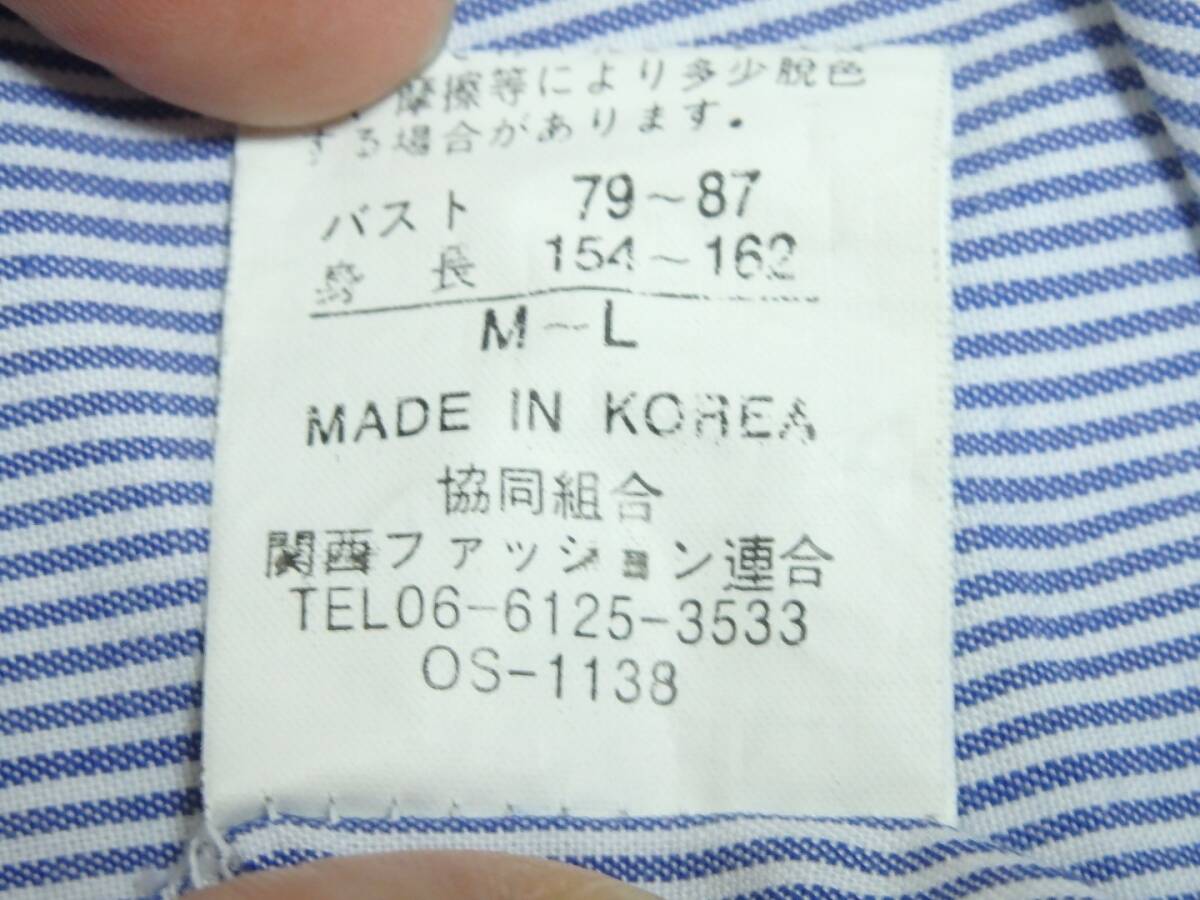 摩擦等により多少脱色
する場合があります。
バスト 79~87
身長 154~162
M~L
MADE IN KOREA
協同組合
関西ファッション連合
TEL06-6125-3533
OS-1138